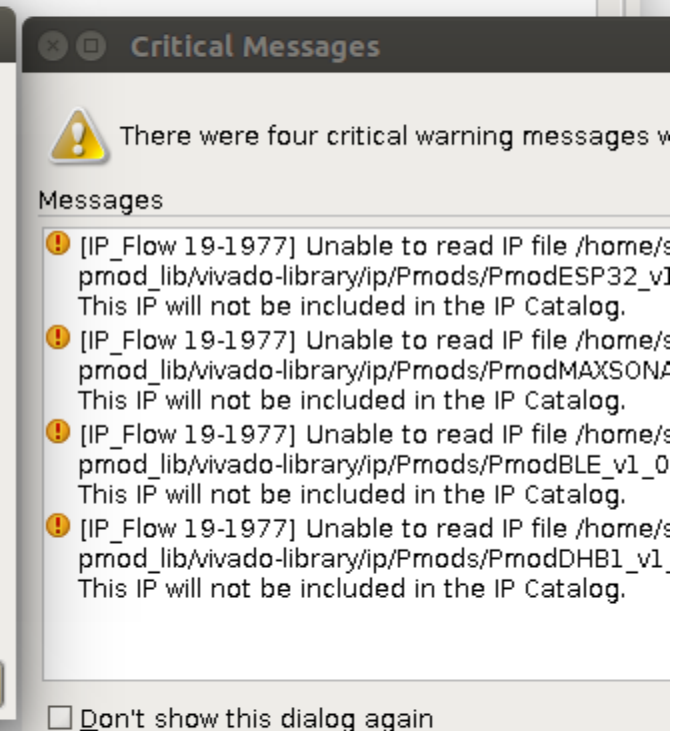 Critical Messages
There were four critical warning messages
Messages
[IP_Flow 19-1977] Unable to read IP file /home/s
pmod_lib/vivado-library/ip/Pmods/PmodESP32_v1
This IP will not be included in the IP Catalog.
[IP_Flow 19-1977] Unable to read IP file /home/s
pmod_lib/vivado-library/ip/Pmods/PmodMAXSONA
This IP will not be included in the IP Catalog.
[IP_Flow 19-1977] Unable to read IP file /home/s
pmod_lib/vivado-library/ip/Pmods/PmodBLE_v1_0
This IP will not be included in the IP Catalog.
[IP_Flow 19-1977] Unable to read IP file /home/s
pmod_lib/vivado-library/ip/Pmods/PmodDHB1_v1_
This IP will not be included in the IP Catalog.
Don't show this dialog again